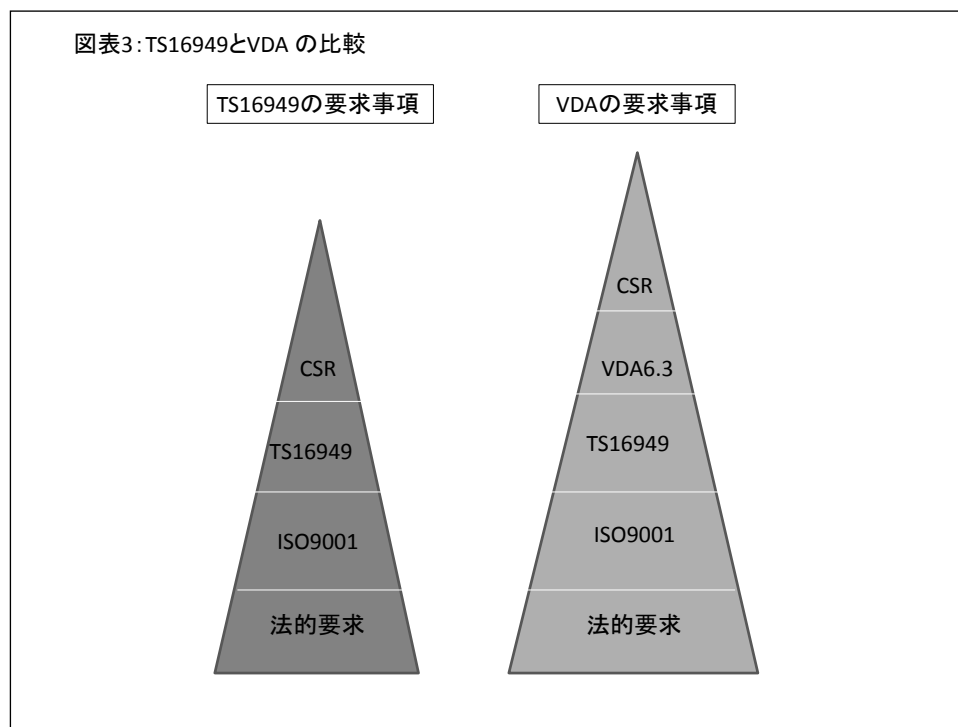 図表3：TS16949とVDA の比較
TS16949の要求事項
VDAの要求事項
CSR
TS16949
ISO9001
法的要求
CSR
VDA6.3
TS16949
ISO9001
法的要求